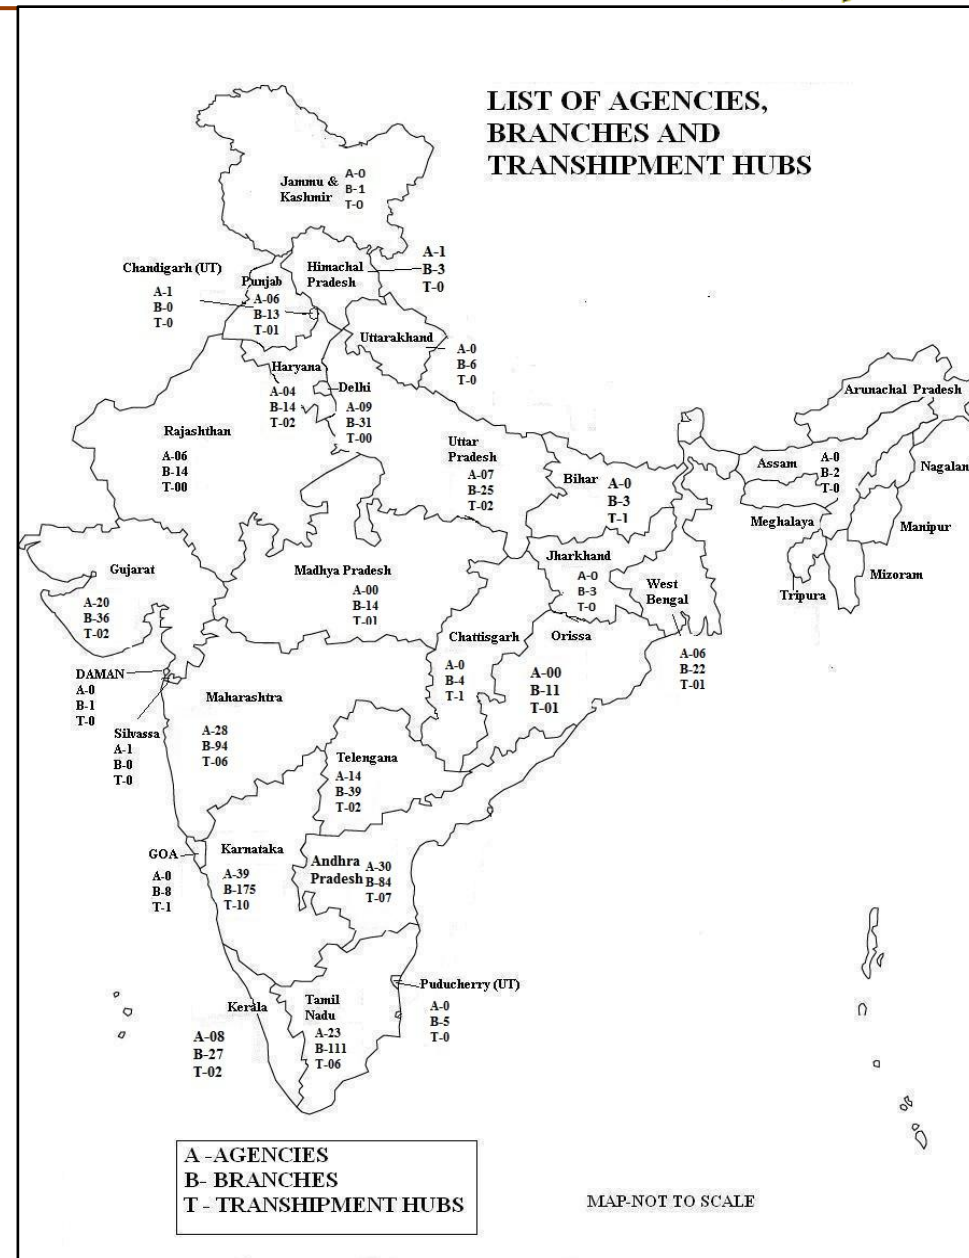 LIST OF AGENCIES,
BRANCHES AND
TRANSHIPMENT HUBS
Jammu &
Kashmir
A-0
B-1
T-0
Himachal
Pradesh
A-1
B-3
T-0
Chandigarh (UT)
A-1
B-0
T-0
Punjab
A-06
B-13
T-01
Uttarakhand
A-0
B-6
T-0
Haryana
A-04
B-14
T-02
Delhi
A-09
B-31
T-00
Arunachal Pradesh
Rajashthan
A-06
B-14
T-00
Uttar
Pradesh
A-07
B-25
T-02
Bihar
A-0
B-3
T-1
Assam
A-0
B-2
T-0
Nagalan
Meghalaya
Manipur
Mizoram
Tripura
Gujarat
A-20
B-36
T-02
Madhya Pradesh
A-00
B-14
T-01
Jharkhand
A-0
B-3
T-0
West
Bengal
A-06
B-22
T-01
Chattisgarh
A-0
B-4
T-1
Orissa
A-00
B-11
T-01
DAMAN
A-0
B-1
T-0
Silvassa
A-1
B-0
T-0
Maharashtra
A-28
B-94
T-06
Telengana
A-14
B-39
T-02
GOA
A-0
B-8
T-1
Karnataka
A-39
B-175
T-10
Andhra
Pradesh
A-30
B-84
T-07
Puducherry (UT)
A-0
B-5
T-0
Kerala
A-08
B-27
T-02
Tamil
Nadu
A-23
B-111
T-06
A -AGENCIES
B- BRANCHES
T - TRANSHIPMENT HUBS
MAP-NOT TO SCALE